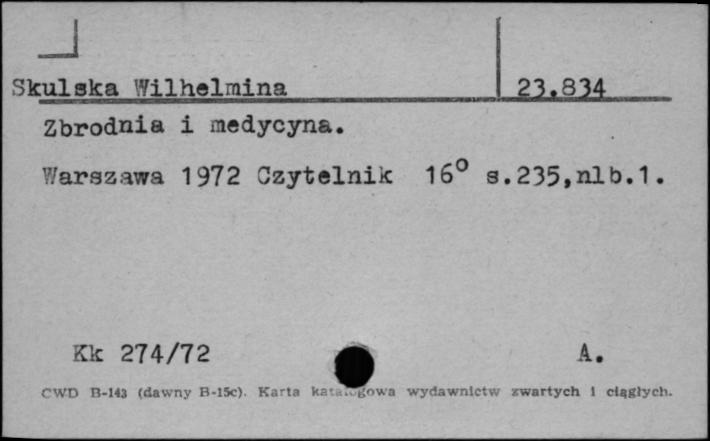 Skulska Wilhelmina 23.834
Zbrodnia i medycyna.
Warszawa 1972 Czytelnik 16° s.235,nlb.1.
Kk 274/72 A.
CWD B-143 (dawny B-15c). Karta katalogowa wydawnictw zwartych i ciągłych.